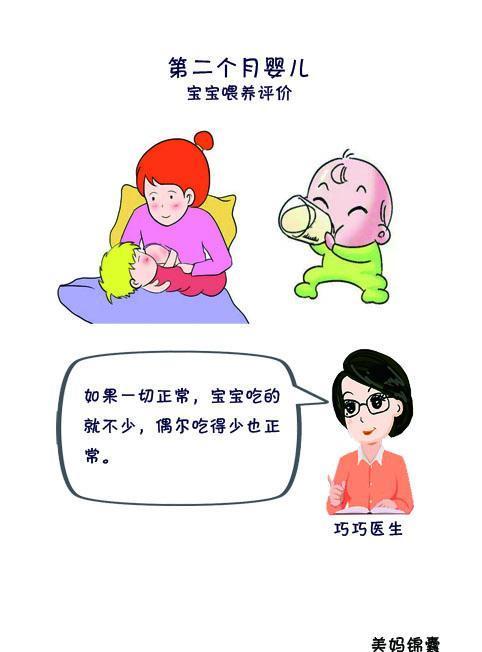 第二个月婴儿
宝宝喂养评价
如果一切正常，宝宝吃的
就不少，偶尔吃得少也正
常。
巧巧医生
美妈锦囊